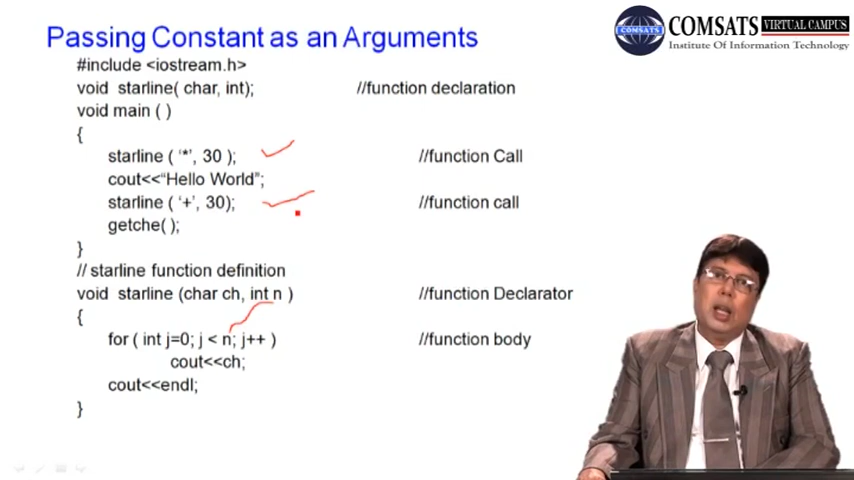 Passing Constant as an Arguments
COMSATS VIRTUAL CAMPUS
COMSATS
Institute Of Information Technology
#include <iostream.h>
void starline( char, int); //function declaration
void main ( )
{
starline ( ‘*’, 30 ); //function Call
cout<<“Hello World”;
starline ( ‘+’, 30); //function call
getche( );
}
// starline function definition
void starline (char ch, int n ) //function Declarator
{
for ( int j=0; j < n; j++ ) //function body
cout<<ch;
cout<<endl;
}